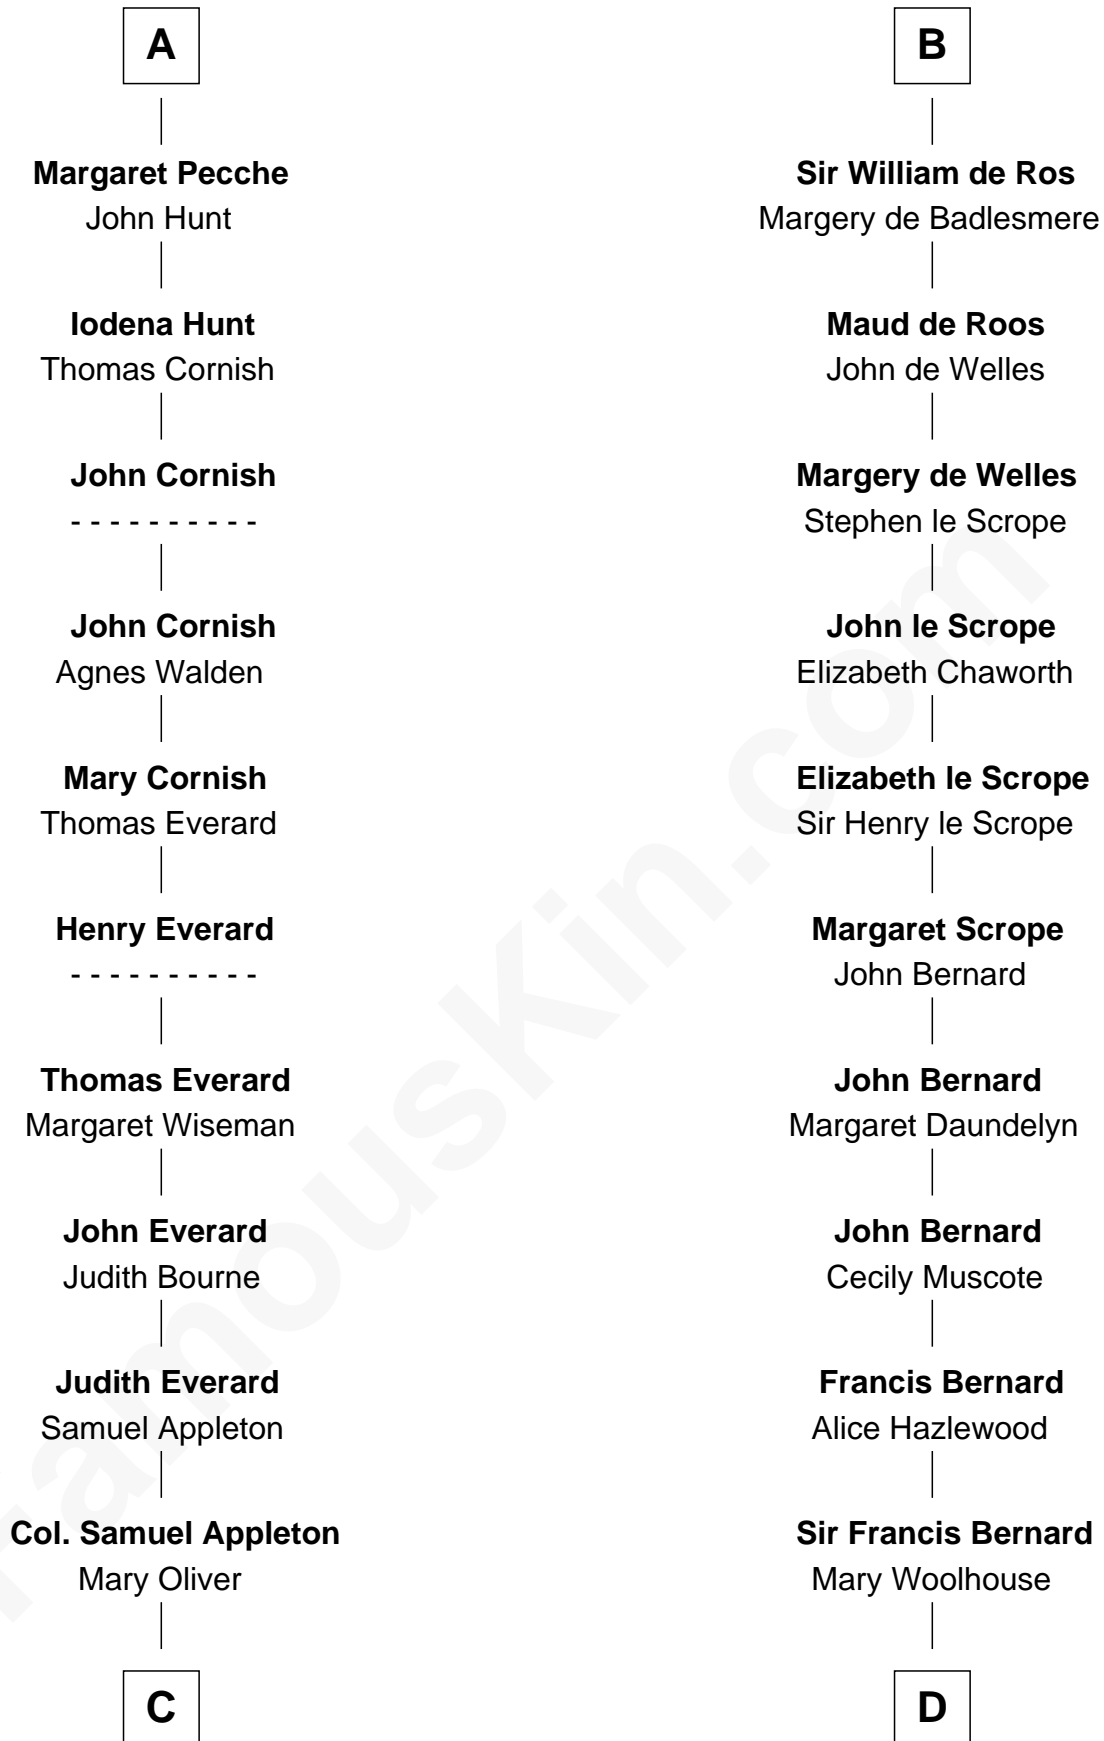 A
Margaret Pecche
John Hunt
Iodena Hunt
Thomas Cornish
John Cornish
- - - - - - - - - -
John Cornish
Agnes Walden
Mary Cornish
Thomas Everard
Henry Everard
- - - - - - - - - -
Thomas Everard
Margaret Wiseman
John Everard
Judith Bourne
Judith Everard
Samuel Appleton
Col. Samuel Appleton
Mary Oliver
C
B
Sir William de Ros
Margery de Badlesmere
Maud de Roos
John de Welles
Margery de Welles
Stephen le Scrope
John le Scrope
Elizabeth Chaworth
Elizabeth le Scrope
Sir Henry le Scrope
Margaret Scrope
John Bernard
John Bernard
Margaret Daundelyn
John Bernard
Cecily Muscote
Francis Bernard
Alice Hazlewood
Sir Francis Bernard
Mary Woolhouse
D
FamousKin.com